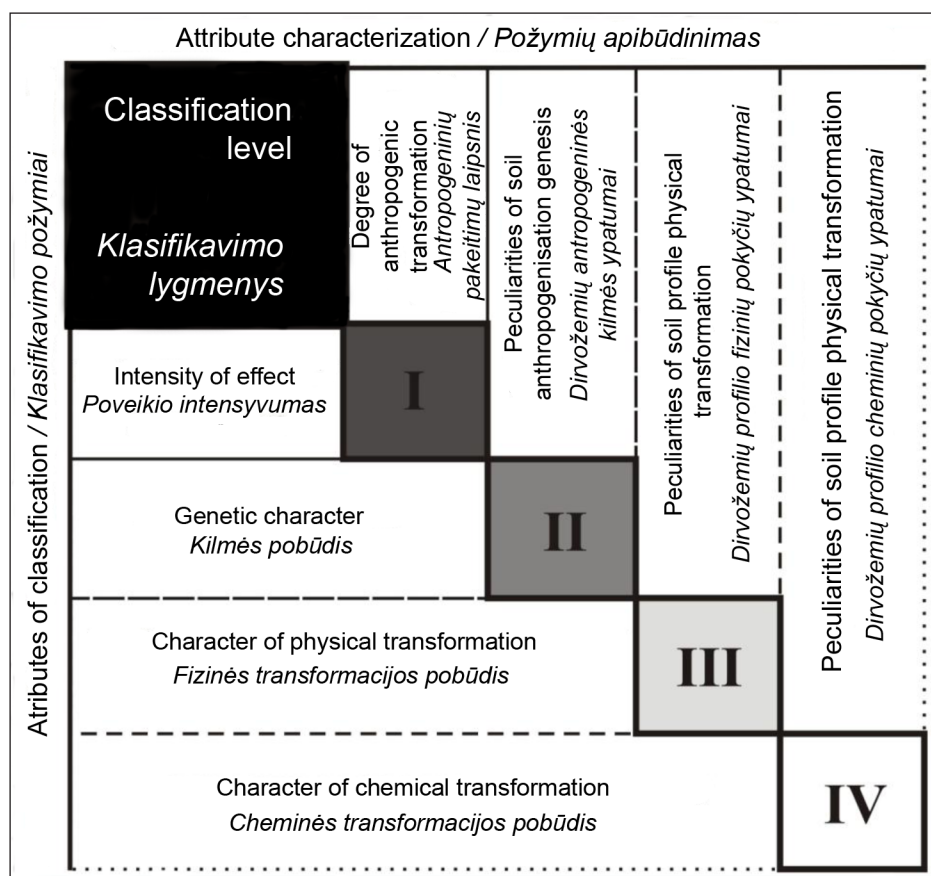 Attribute characterization / Požymių apibūdinimas
Atributes of classification / Klasifikavimo požymiai
Classification
level
Klasifikavimo
lygmenys
Degree of
anthropogenic
transformation
Antropogeninių
pakeitimų laipsnis
Peculiarities of soil
anthropogenisation genesis
Dirvožemių antropogeninės
kilmės ypatumai
Peculiarities of soil profile physical
transformation
Dirvožemių profilio fizinių pokyčių ypatumai
Peculiarities of soil profile physical transformation
Dirvožemių profilio cheminių pokyčių ypatumai
Intensity of effect
Poveikio intensyvumas
I
Genetic character
Kilmės pobūdis
II
Character of physical transformation
Fizinės transformacijos pobūdis
III
Character of chemical transformation
Cheminės transformacijos pobūdis
IV